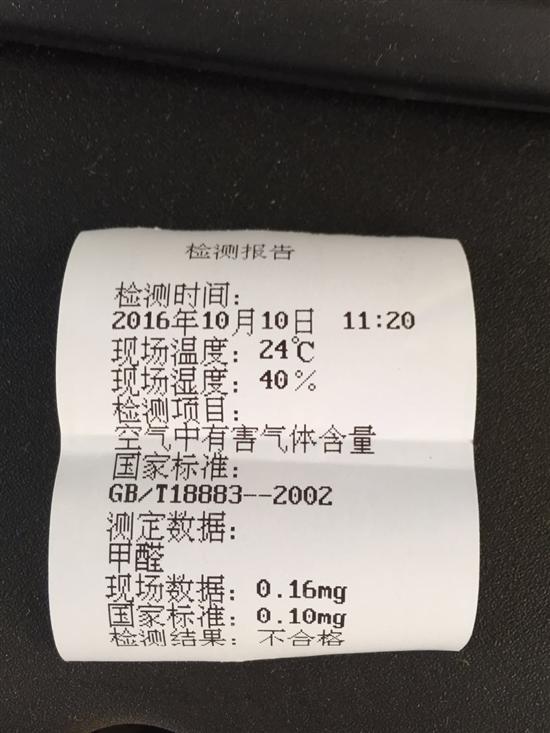 检测报告
检测时间:
2016年10月10日 11:20
现场温度: 24℃
现场湿度: 40%
检测项目:
空气中有害气体含量
国家标准:
GB/T18883--2002
测定数据:
甲醛
现场数据: 0.16mg
国家标准: 0.10mg
检测结果: 不合格